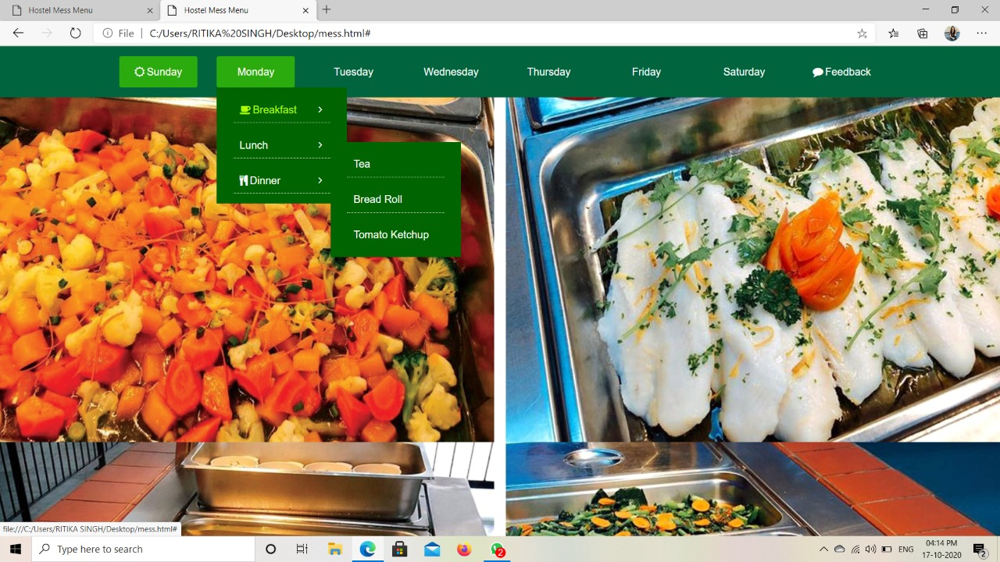 Hostel Mess Menu
Hostel Mess Menu
File | C:/Users/RITIKA%20SINGH/Desktop/mess.html#
Sunday Monday Tuesday Wednesday Thursday Friday Saturday Feedback
Breakfast
Lunch
Dinner
Tea
Bread Roll
Tomato Ketchup
file:///C:/Users/RITIKA SINGH/Desktop/mess.html#
Type here to search
2
ENG
04:14 PM
17-10-2020
2